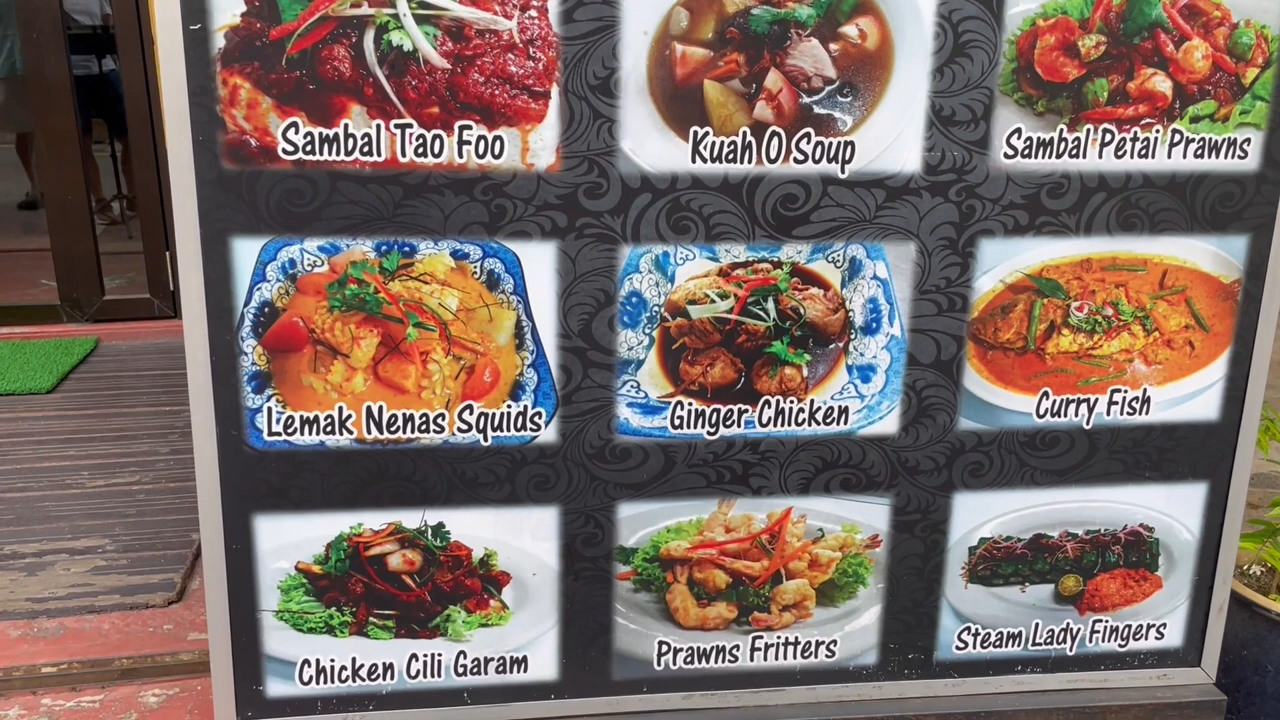 Sambal Tao Foo
Kuah O Soup
Sambal Petai Prawns
Lemak Nenas Squids
Ginger Chicken
Curry Fish
Chicken Cili Garam
Prawns Fritters
Steam Lady Fingers